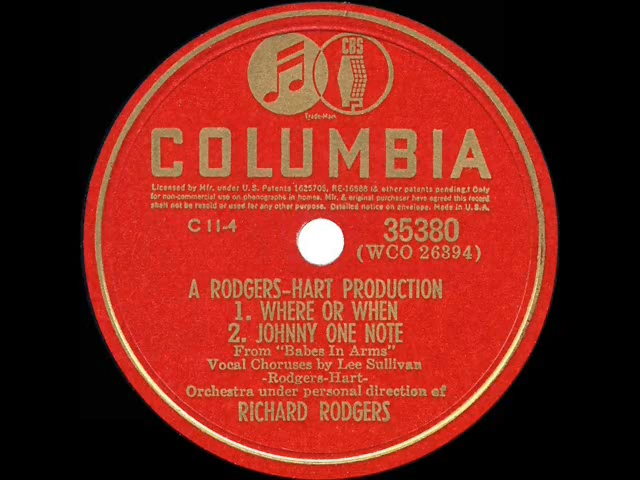 CBS
Trade-Mark
COLUMBIA
Licensed by Mfr. under U.S. Patents 1625705, RE-16588 (& other patents pending.) Only
for non-commercial use on phonographs in homes. Mfr. & original purchaser have agreed this record
shall not be resold or used for any other purpose. Detailed notice on envelope. Made in U.S.A.
C 11-4
35380
(WCO 26394)
A RODGERS-HART PRODUCTION
1. WHERE OR WHEN
2. JOHNNY ONE NOTE
From "Babes In Arms"
Vocal Choruses by Lee Sullivan
-Rodgers-Hart-
Orchestra under personal direction of
RICHARD RODGERS